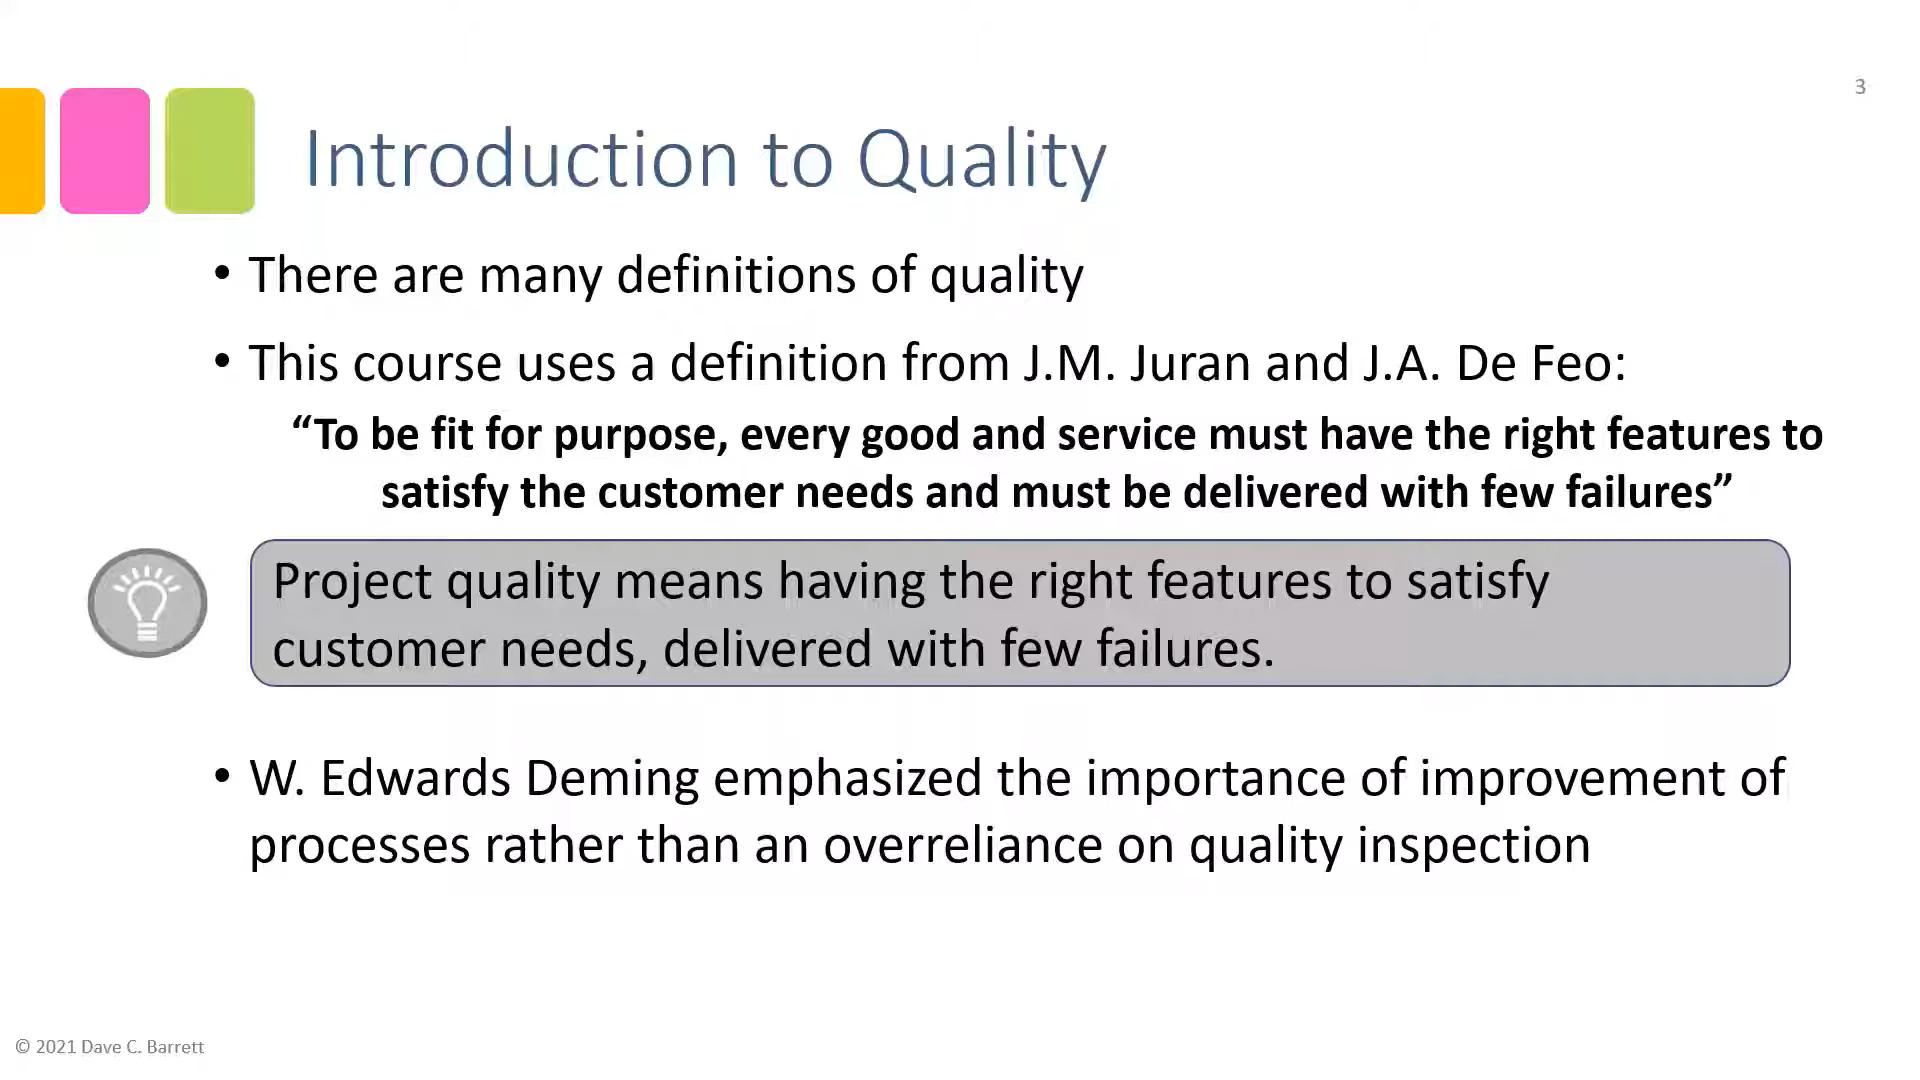 3
Introduction to Quality
• There are many definitions of quality
• This course uses a definition from J.M. Juran and J.A. De Feo:
“To be fit for purpose, every good and service must have the right features to
satisfy the customer needs and must be delivered with few failures”
Project quality means having the right features to satisfy
customer needs, delivered with few failures.
• W. Edwards Deming emphasized the importance of improvement of
processes rather than an overreliance on quality inspection
© 2021 Dave C. Barrett